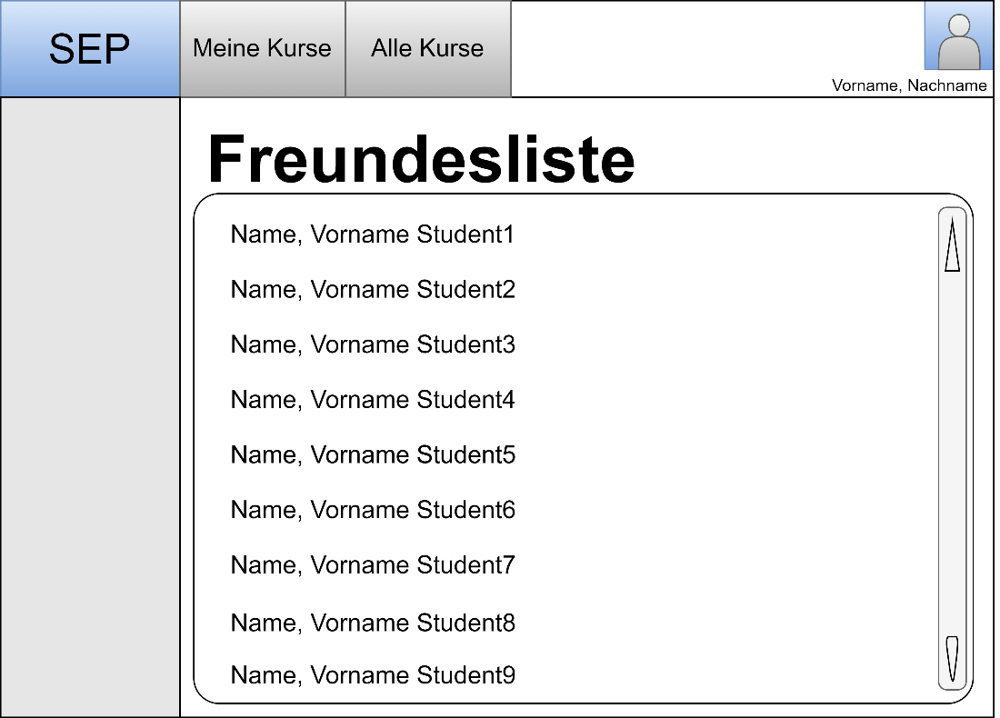 SEP
Meine Kurse
Alle Kurse
Vorname, Nachname
Freundesliste
Name, Vorname Student1
Name, Vorname Student2
Name, Vorname Student3
Name, Vorname Student4
Name, Vorname Student5
Name, Vorname Student6
Name, Vorname Student7
Name, Vorname Student8
Name, Vorname Student9